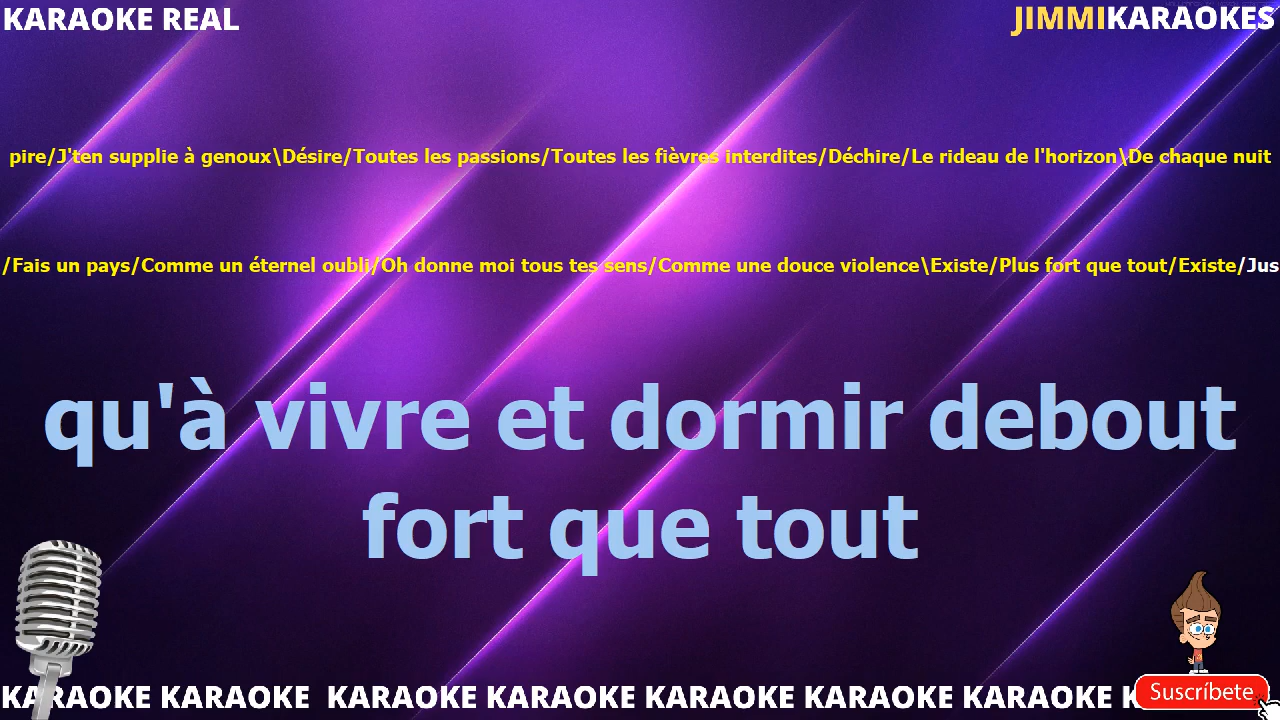 KARAOKE REAL
JIMMIKARAOKES
pire/J'ten supplie à genoux\Désire/Toutes les passions/Toutes les fièvres interdites/Déchire/Le rideau de l'horizon\De chaque nuit
/Fais un pays/Comme un éternel oubli/Oh donne moi tous tes sens/Comme une douce violence\Existe/Plus fort que tout/Existe/Jus
qu'à vivre et dormir debout
fort que tout
KARAOKE KARAOKE KARAOKE KARAOKE KARAOKE KARAOKE KARAOKE K
Suscríbete